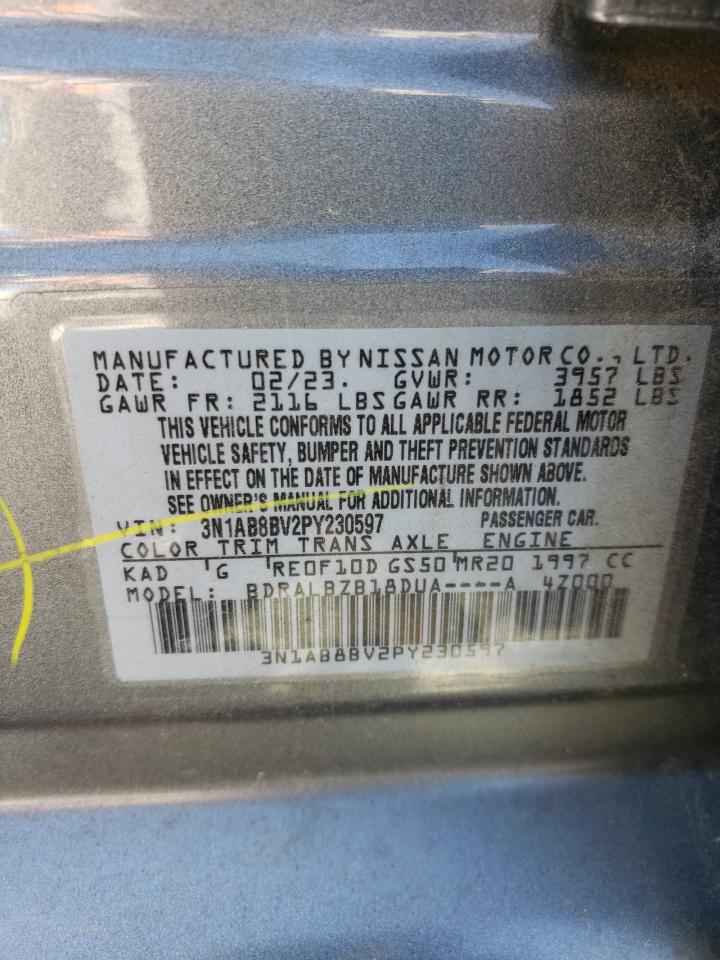 MANUFACTURED BY NISSAN MOTOR CO., LTD.
DATE: 02/23. GVWR: 3957 LBS
GAWR FR: 2116 LBS GAWR RR: 1852 LBS
THIS VEHICLE CONFORMS TO ALL APPLICABLE FEDERAL MOTOR
VEHICLE SAFETY, BUMPER AND THEFT PREVENTION STANDARDS
IN EFFECT ON THE DATE OF MANUFACTURE SHOWN ABOVE.
SEE OWNER'S MANUAL FOR ADDITIONAL INFORMATION.
VIN: 3N1AB8BV2PY230597 PASSENGER CAR.
COLOR TRIM TRANS AXLE ENGINE
KAD G RE0F10D GS50 MR20 1997 CC
MODEL: BDRALBZB18DUA----A 4Z000
3N1AB8BV2PY230597